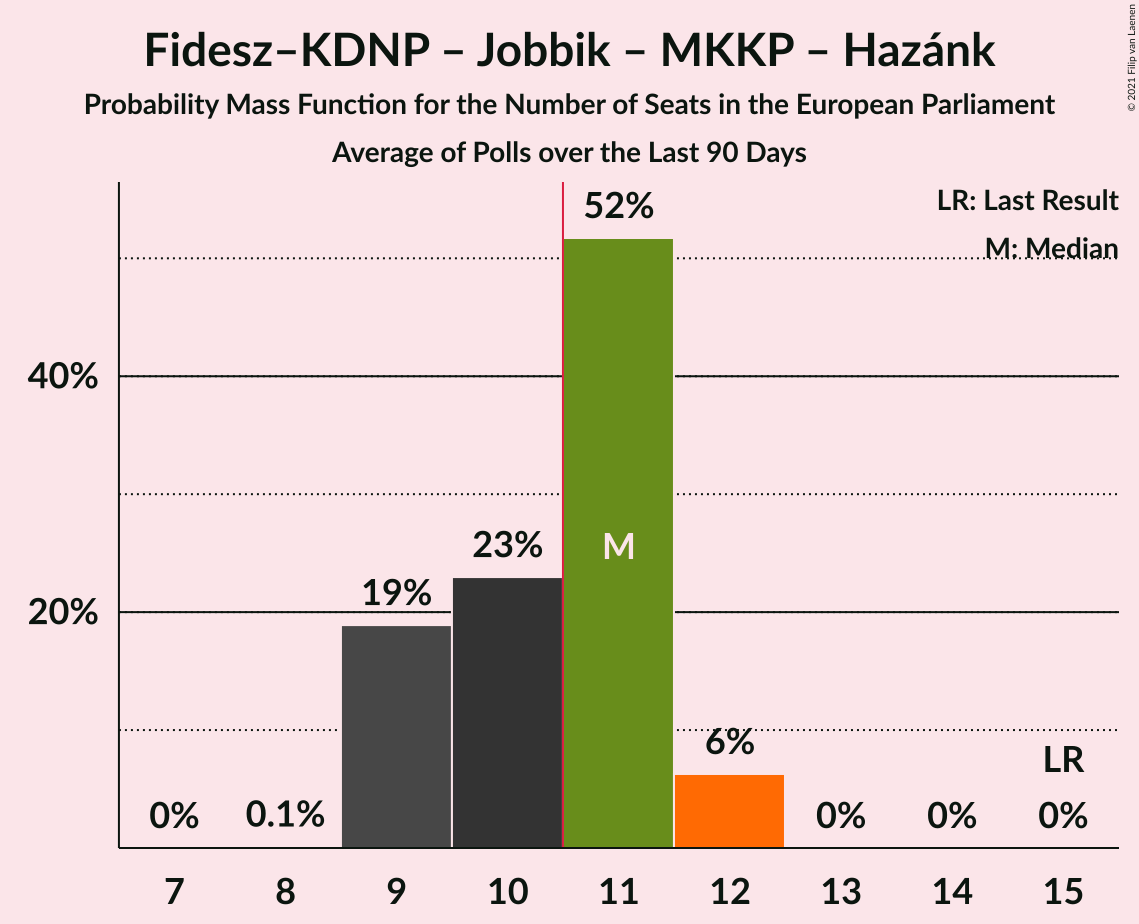 Fidesz–KDNP – Jobbik – MKKP – Hazánk
Probability Mass Function for the Number of Seats in the European Parliament
Average of Polls over the Last 90 Days
© 2021 Filip van Laenen
LR: Last Result
M: Median
52%
40%
M
23%
19%
20%
6%
LR
0%
0.1%
0%
0%
0%
7
8
9
10
11
12
13
14
15